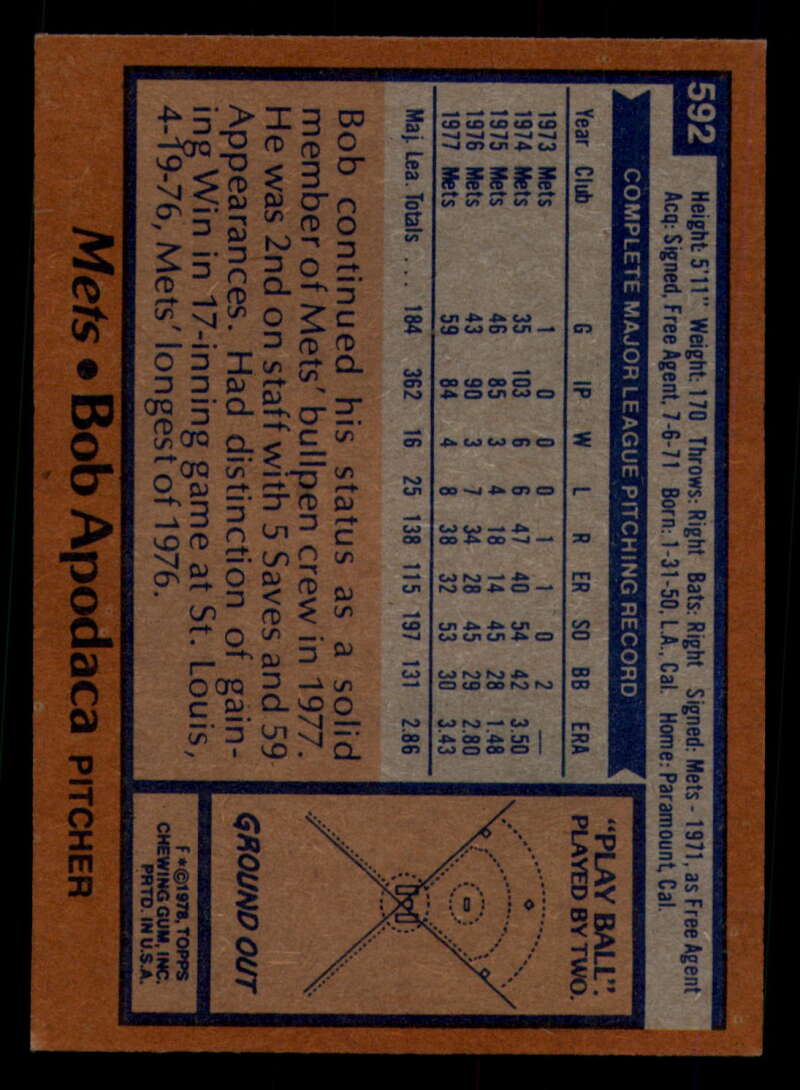 592
Height: 5'11" Weight: 170 Throws: Right Bats: Right Signed: Mets - 1971, as Free Agent
Acq: Signed, Free Agent, 7-6-71 Born: 1-31-50, L.A., Cal. Home: Paramount, Cal.
COMPLETE MAJOR LEAGUE PITCHING RECORD
Year Club G IP W L R ER SO BB ERA
1973 Mets 1 0 0 0 1 1 0 2 —
1974 Mets 35 103 6 6 47 40 54 42 3.50
1975 Mets 46 85 3 4 18 14 45 28 1.48
1976 Mets 43 90 3 7 34 28 45 29 2.80
1977 Mets 59 84 4 8 38 32 53 30 3.43
Maj. Lea. Totals . . . 184 362 16 25 138 115 197 131 2.86
Bob continued his status as a solid
member of Mets' bullpen crew in 1977.
He was 2nd on staff with 5 Saves and 59
Appearances. Had distinction of gain-
ing Win in 17-inning game at St. Louis,
4-19-76, Mets' longest of 1976.
"PLAY BALL":
PLAYED BY TWO.
GROUND OUT
F*©1978, TOPPS
CHEWING GUM, INC.
PRTD. IN U.S.A.
Mets • Bob Apodaca PITCHER